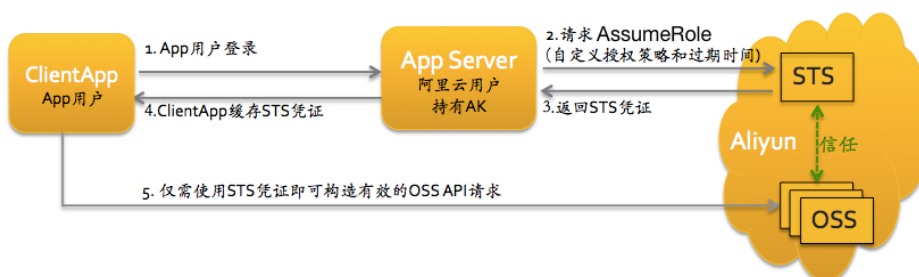 1. App用户登录
2.请求 AssumeRole
(自定义授权策略和过期时间)
ClientApp
App用户
App Server
阿里云用户
持有AK
STS
4.ClientApp缓存STS凭证
3.返回STS凭证
Aliyun
信任
5. 仅需使用STS凭证即可构造有效的OSS API请求
OSS